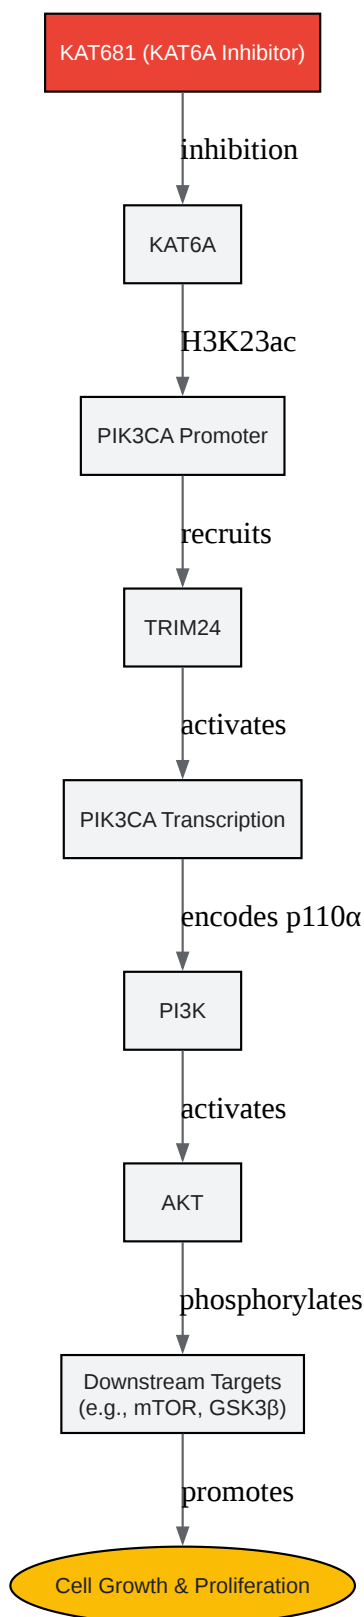 KAT681 (KAT6A Inhibitor)
inhibition
KAT6A
H3K23ac
PIK3CA Promoter
recruits
TRIM24
activates
PIK3CA Transcription
encodes p110α
PI3K
activates
AKT
phosphorylates
Downstream Targets
(e.g., mTOR, GSK3β)
promotes
Cell Growth & Proliferation